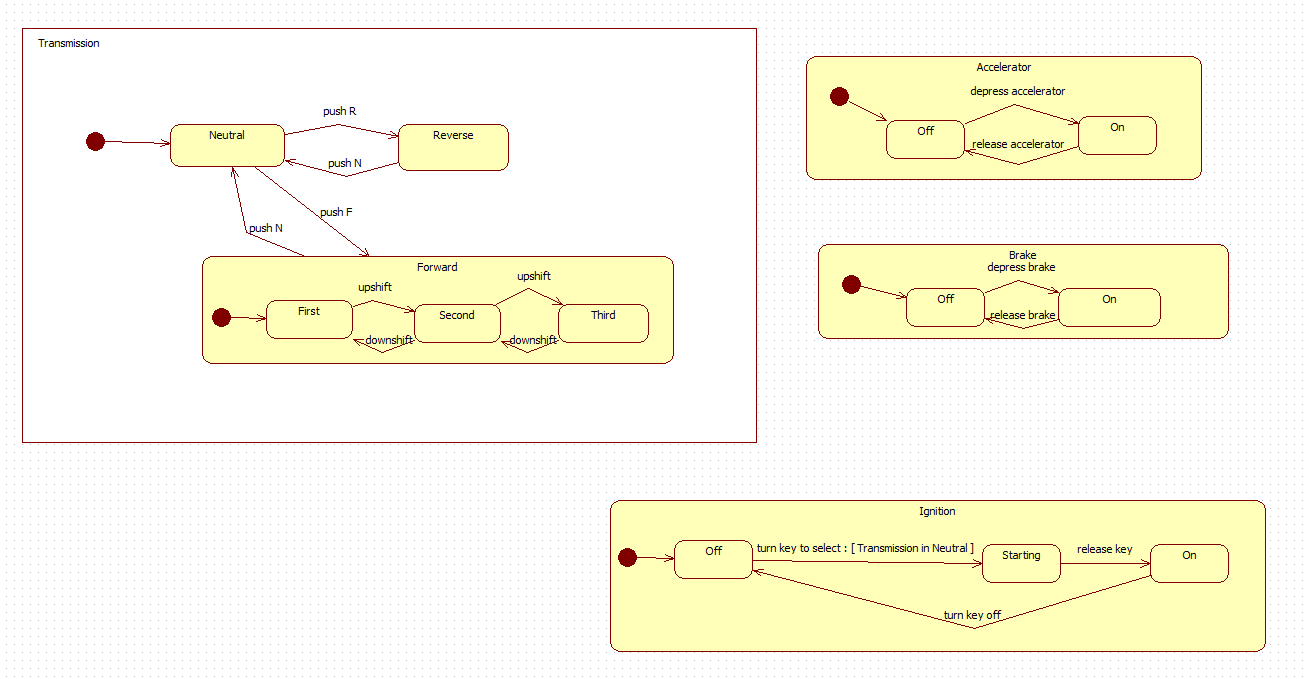 Transmission
push R
Neutral
Reverse
push N
push F
push N
Forward
upshift
upshift
First
Second
Third
downshift
downshift
Accelerator
depress accelerator
Off
On
release accelerator
Brake
depress brake
Off
On
release brake
Ignition
turn key to select : [ Transmission in Neutral ]
Off
Starting
release key
On
turn key off